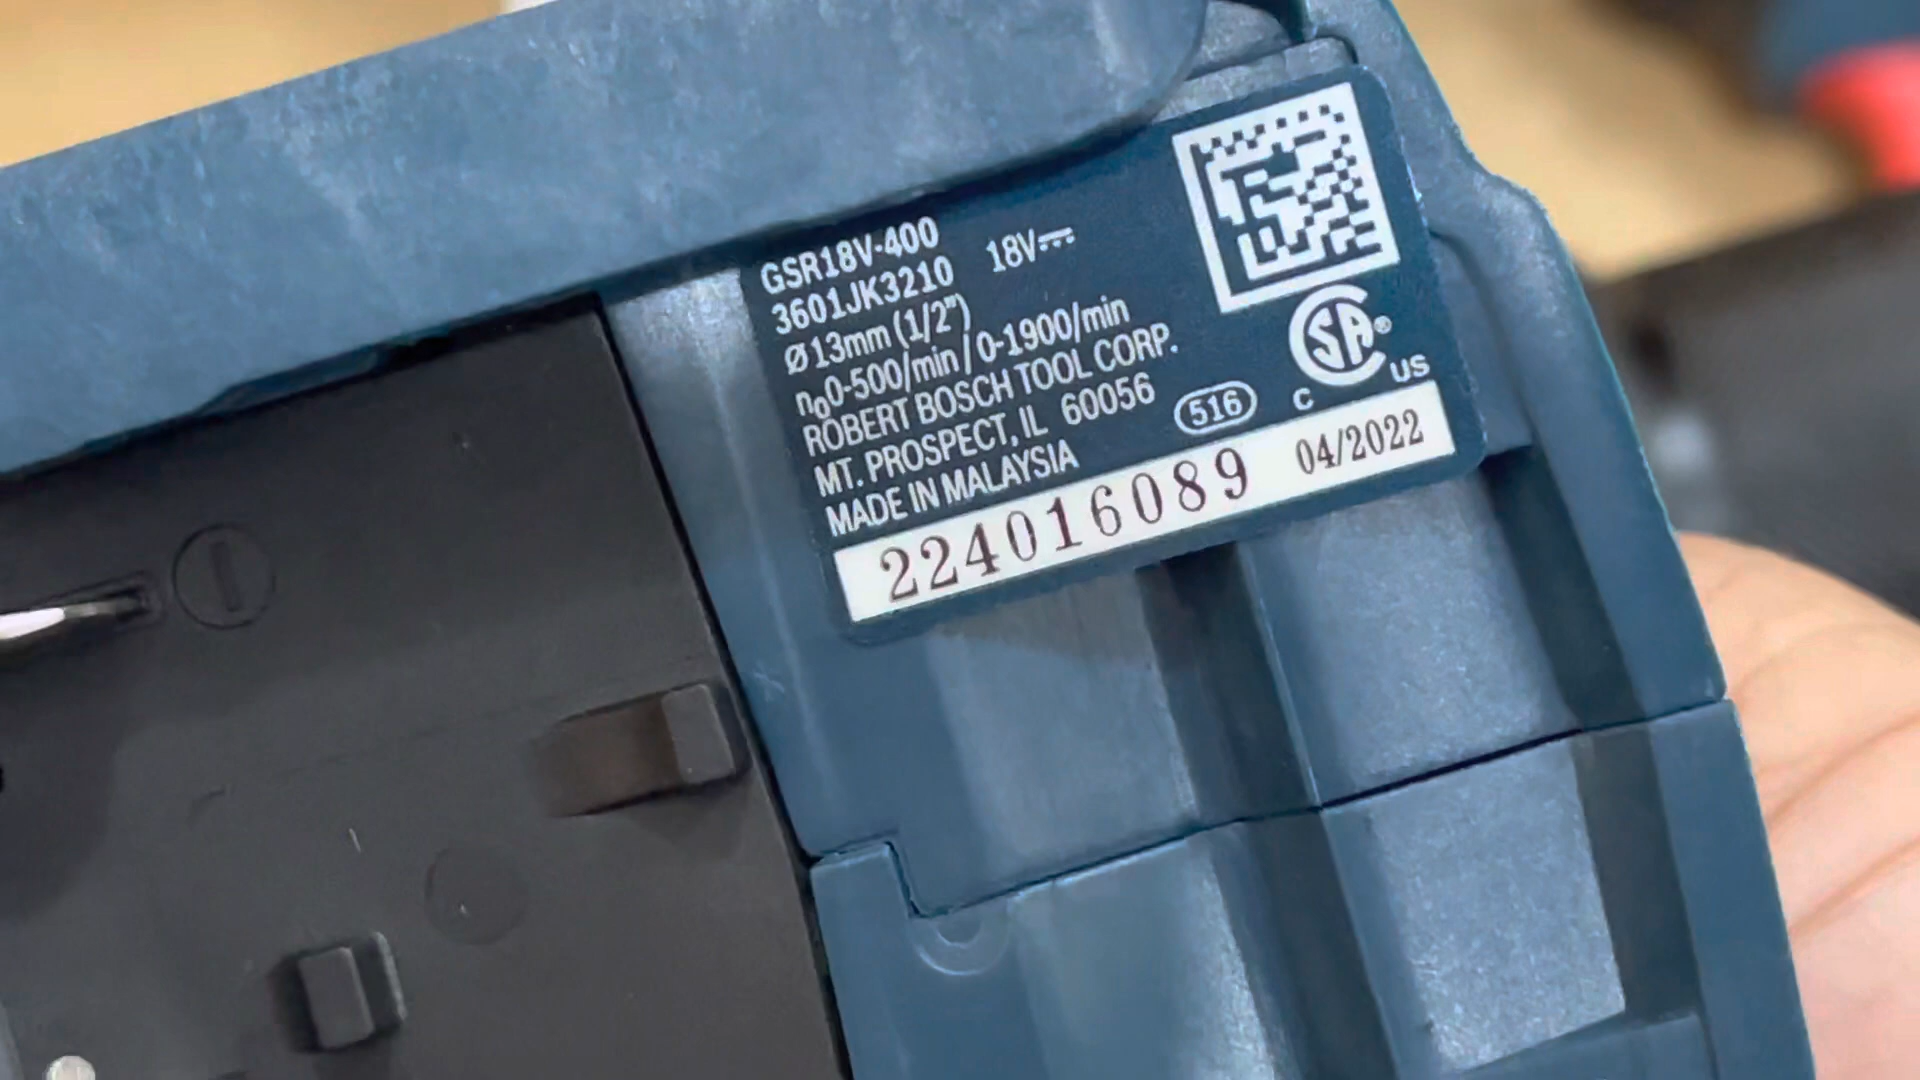 GSR18V-400 18V
3601JK3210
Ø13mm (1/2")
n₀0-500/min / 0-1900/min
ROBERT BOSCH TOOL CORP.
MT. PROSPECT, IL 60056 516
MADE IN MALAYSIA
CSA® C US
224016089 04/2022